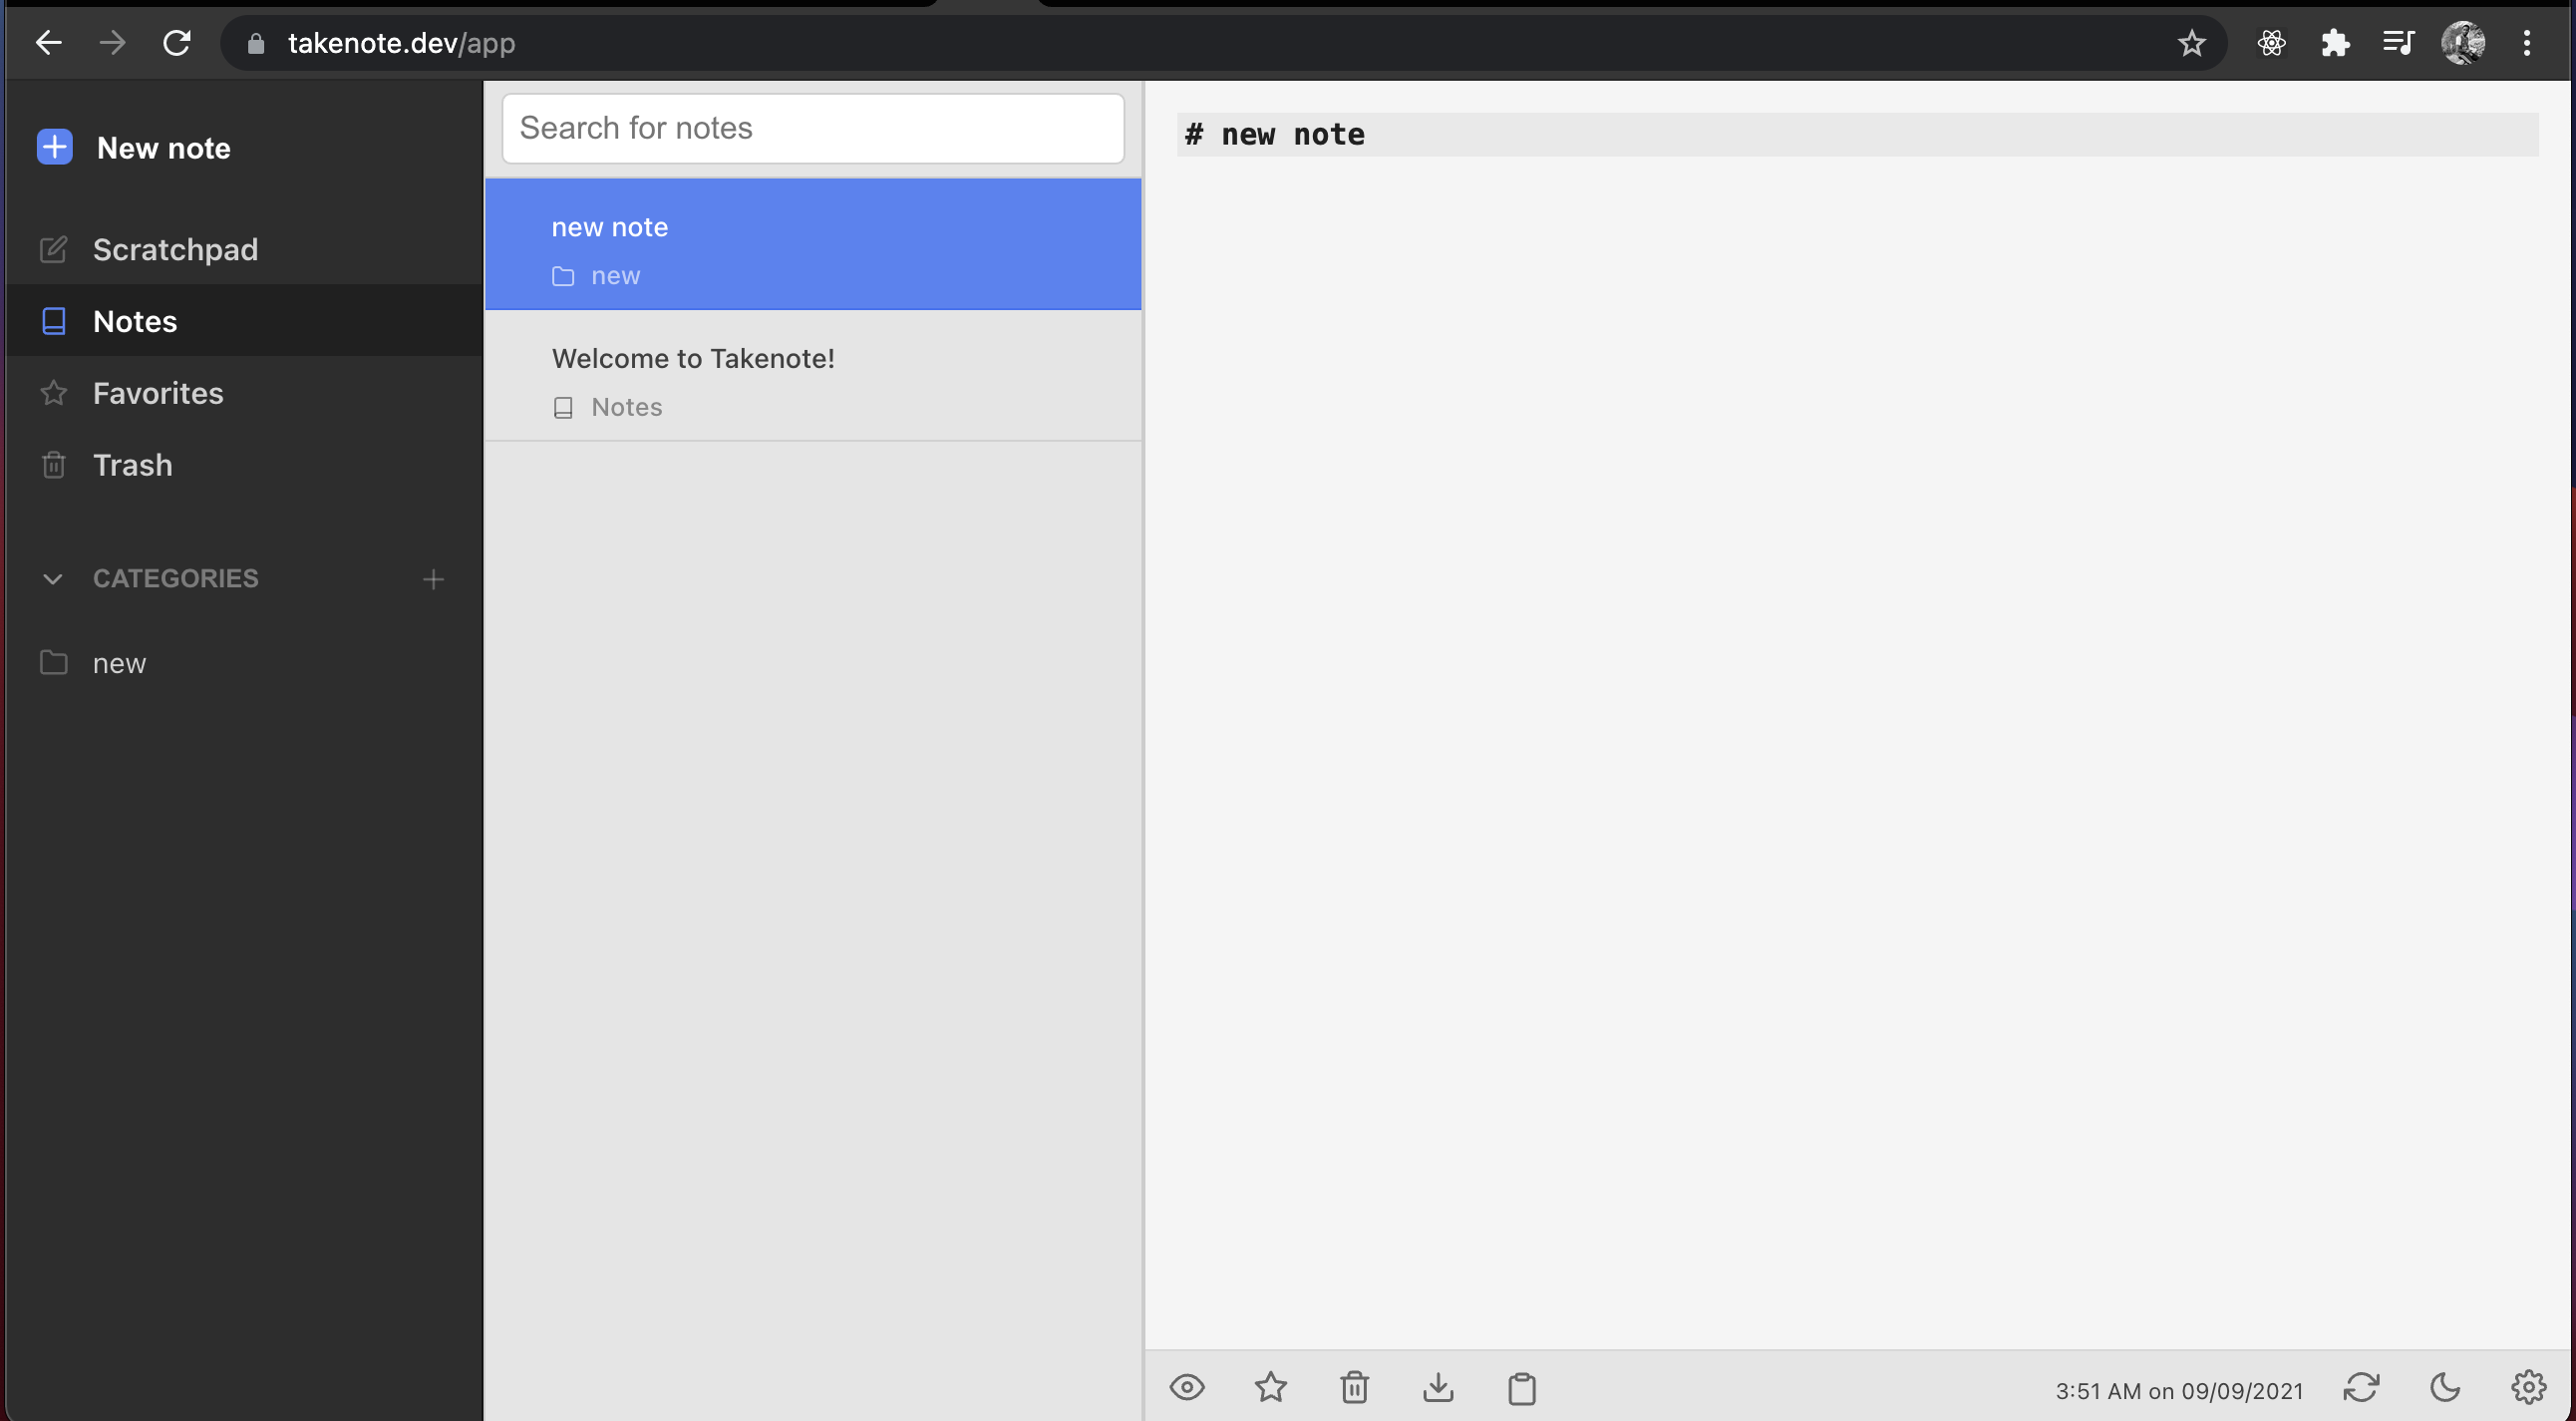 takenote.dev/app
New note
Scratchpad
Notes
Favorites
Trash
CATEGORIES
new
Search for notes
new note
new
Welcome to Takenote!
Notes
# new note
3:51 AM on 09/09/2021